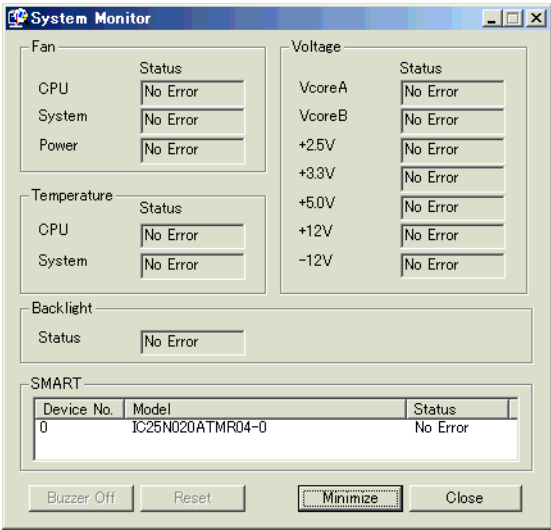 System Monitor
Fan
Status
CPU No Error
System No Error
Power No Error
Temperature
Status
CPU No Error
System No Error
Voltage
Status
VcoreA No Error
VcoreB No Error
+2.5V No Error
+3.3V No Error
+5.0V No Error
+12V No Error
-12V No Error
Backlight
Status No Error
SMART
Device No. Model Status
0 IC25N020ATMR04-0 No Error
Buzzer Off Reset Minimize Close